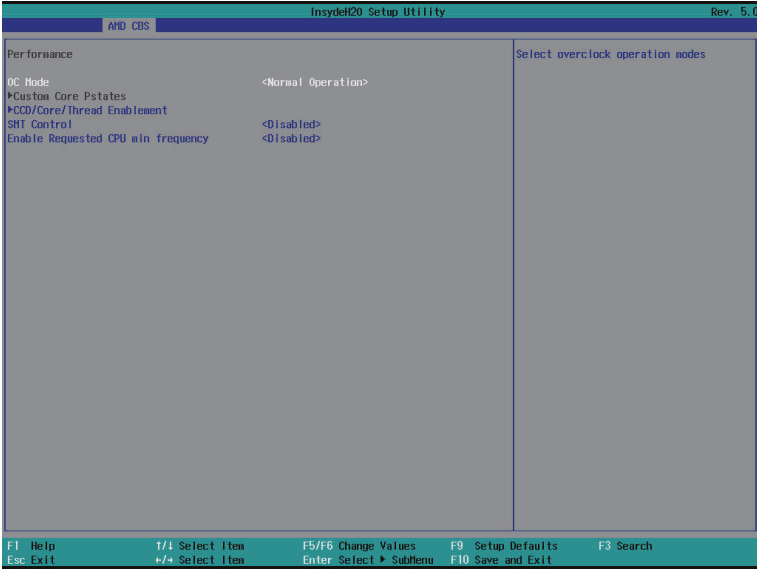 InsydeH20 Setup Utility Rev. 5.0
AMD CBS
Performance
Select overclock operation modes
OC Mode <Normal Operation>
▶Custom Core Pstates
▶CCD/Core/Thread Enablement
SMT Control <Disabled>
Enable Requested CPU min frequency <Disabled>
F1 Help ↑/↓ Select Item F5/F6 Change Values F9 Setup Defaults F3 Search
Esc Exit ←/→ Select Item Enter Select ▶ SubMenu F10 Save and Exit